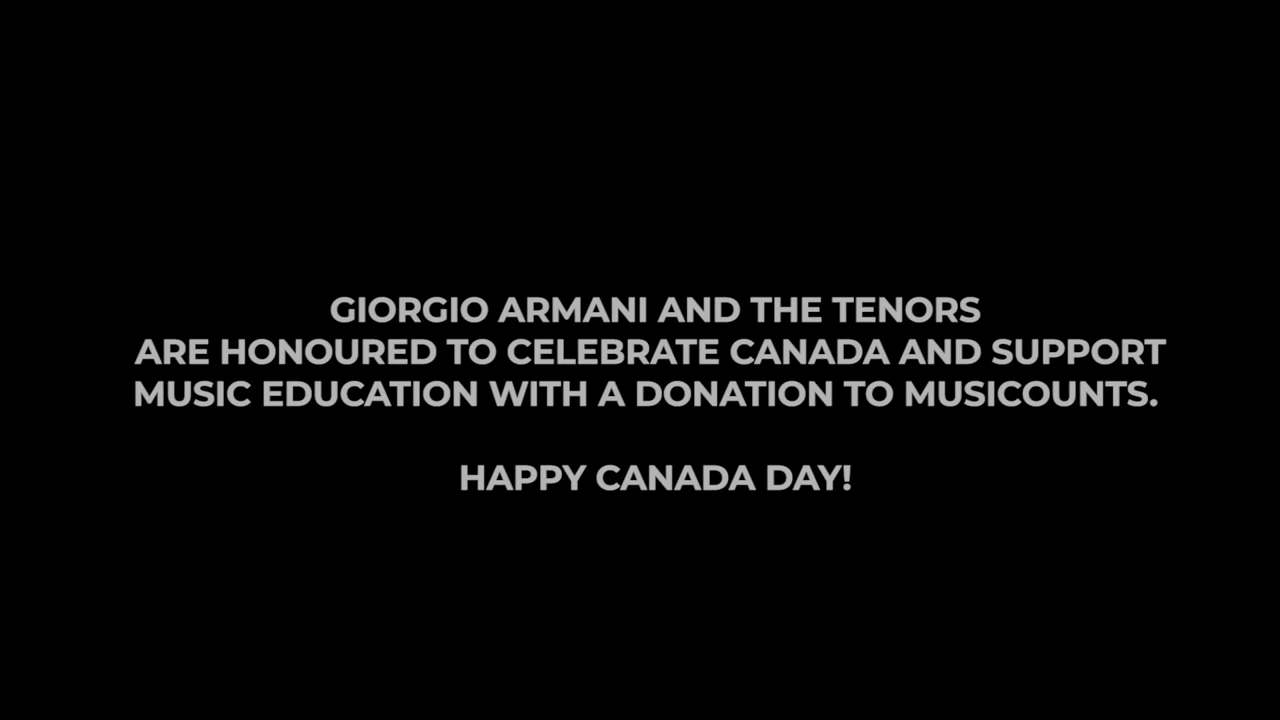 GIORGIO ARMANI AND THE TENORS
ARE HONOURED TO CELEBRATE CANADA AND SUPPORT
MUSIC EDUCATION WITH A DONATION TO MUSICOUNTS.
HAPPY CANADA DAY!